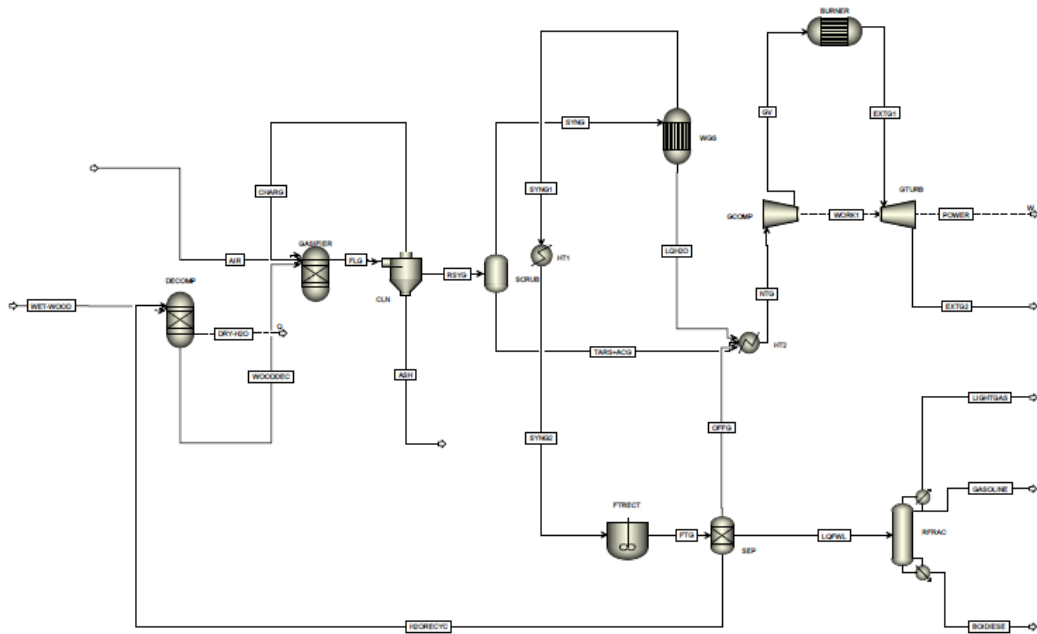 BURNER
SYNG
WGS
GV
EXTG1
SYNG1
CHARG
GTURB
GCOMP
WORK1
POWER
W
GASIFIER
AIR
FLG
HT1
LQH2O
DECOMP
RSYG
SCRUB
CLN
HTG
EXTG2
WET-WOOD
DRY-H2O
Q
HT2
TARS+ACG
WOODDEC
ASH
LIGHTGAS
OFFG
SYNG2
GASOLINE
FTRECT
FTG
SEP
LQFWL
RFRAC
H2ORECYC
BOIDIESE